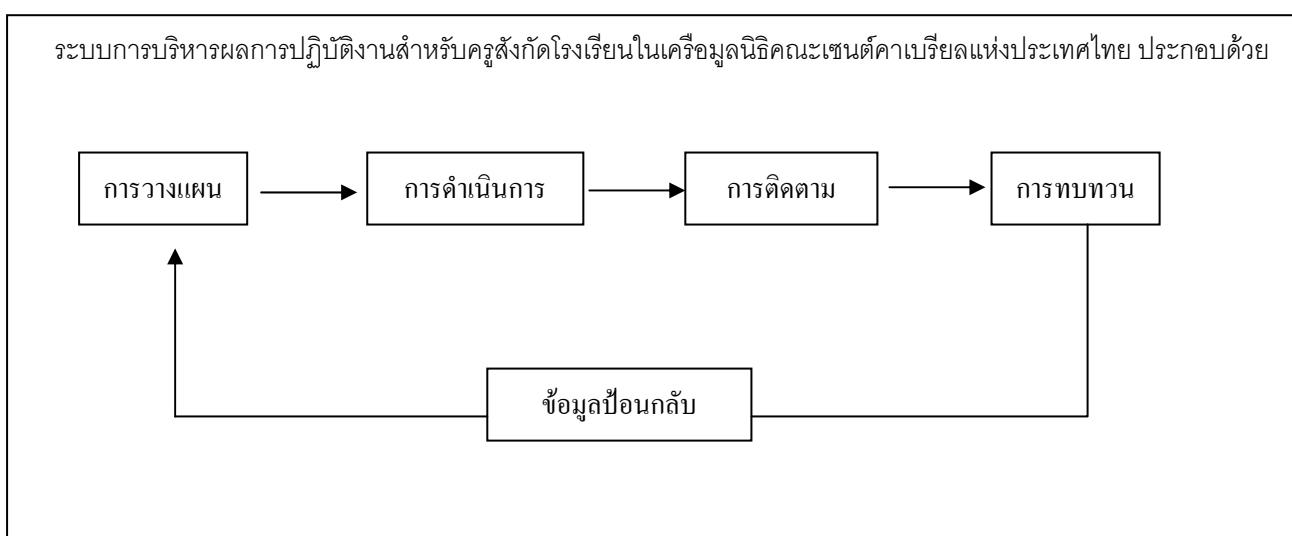 ระบบการบริหารผลการปฏิบัติงานสำหรับครูสังกัดโรงเรียนในเครือมูลนิธิคณะเซนต์คาเบรียลแห่งประเทศไทย ประกอบด้วย
การวางแผน
การดำเนินการ
การติดตาม
การทบทวน
ข้อมูลป้อนกลับ